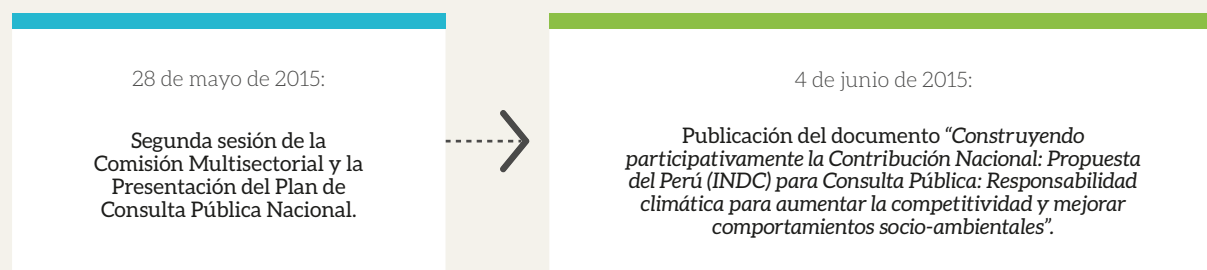 28 de mayo de 2015:
Segunda sesión de la
Comisión Multisectorial y la
Presentación del Plan de
Consulta Pública Nacional.
4 de junio de 2015:
Publicación del documento “Construyendo
participativamente la Contribución Nacional: Propuesta
del Perú (INDC) para Consulta Pública: Responsabilidad
climática para aumentar la competitividad y mejorar
comportamientos socio-ambientales”.